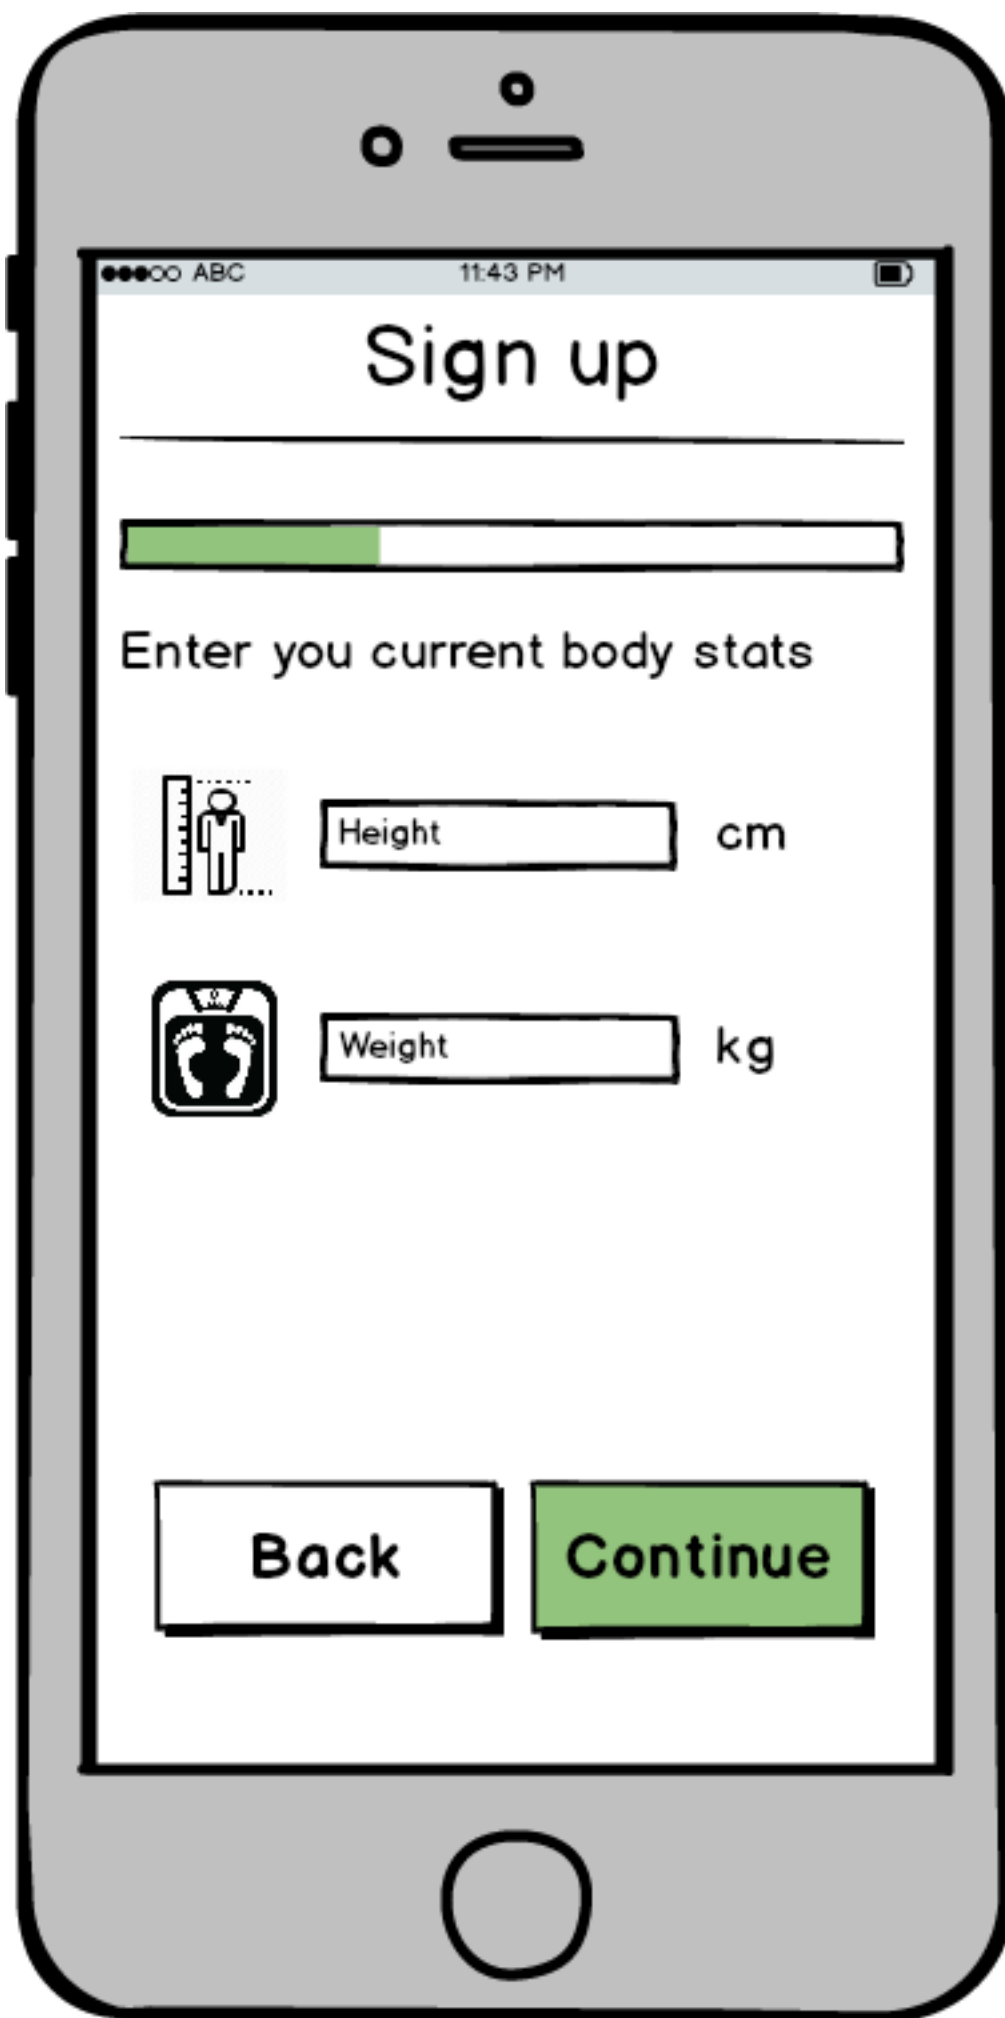 ABC 11:43 PM
Sign up
Enter you current body stats
Height cm
Weight kg
Back Continue